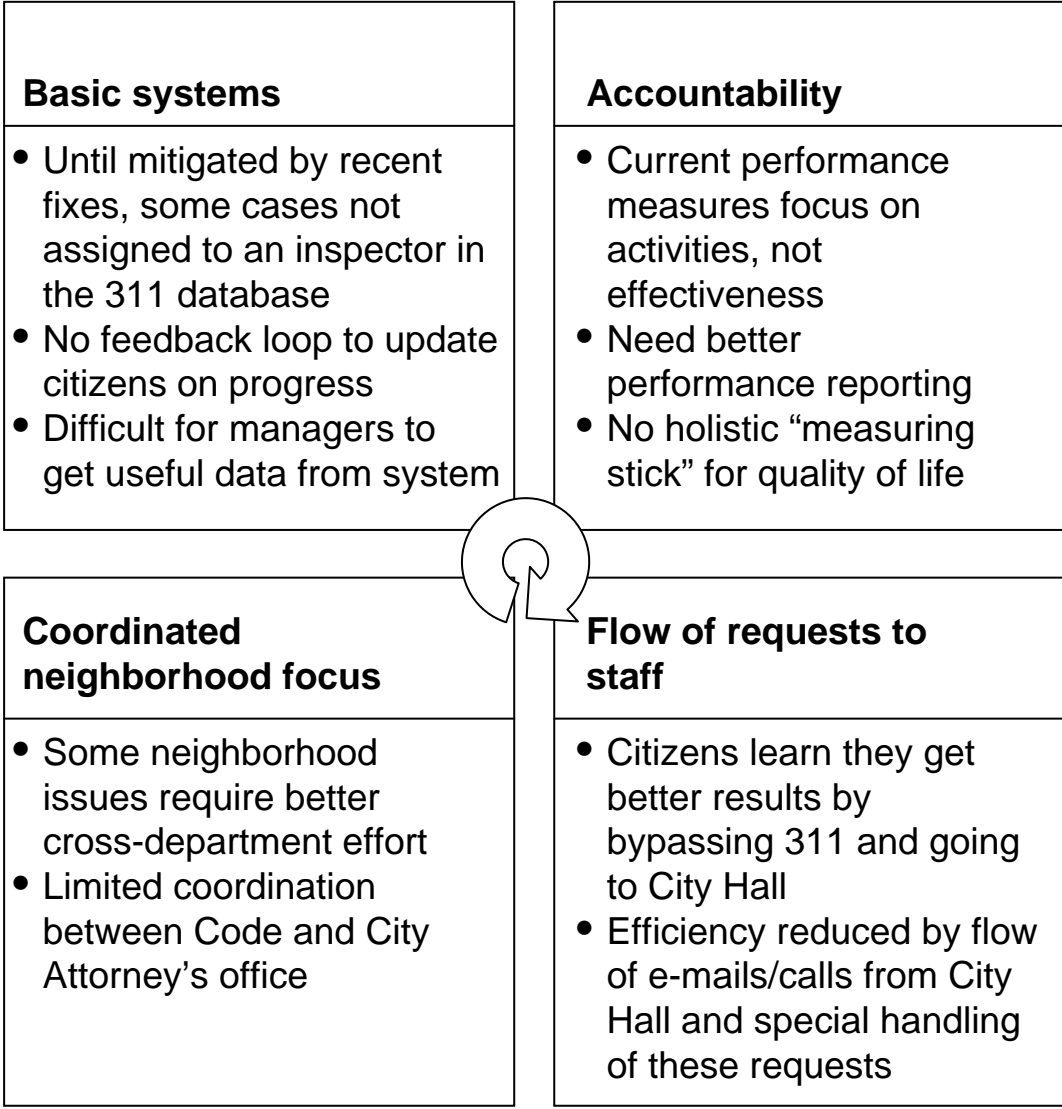 Basic systems
• Until mitigated by recent
fixes, some cases not
assigned to an inspector in
the 311 database
• No feedback loop to update
citizens on progress
• Difficult for managers to
get useful data from system
Accountability
• Current performance
measures focus on
activities, not
effectiveness
• Need better
performance reporting
• No holistic “measuring
stick” for quality of life
Coordinated
neighborhood focus
• Some neighborhood
issues require better
cross-department effort
• Limited coordination
between Code and City
Attorney’s office
Flow of requests to
staff
• Citizens learn they get
better results by
bypassing 311 and going
to City Hall
• Efficiency reduced by flow
of e-mails/calls from City
Hall and special handling
of these requests